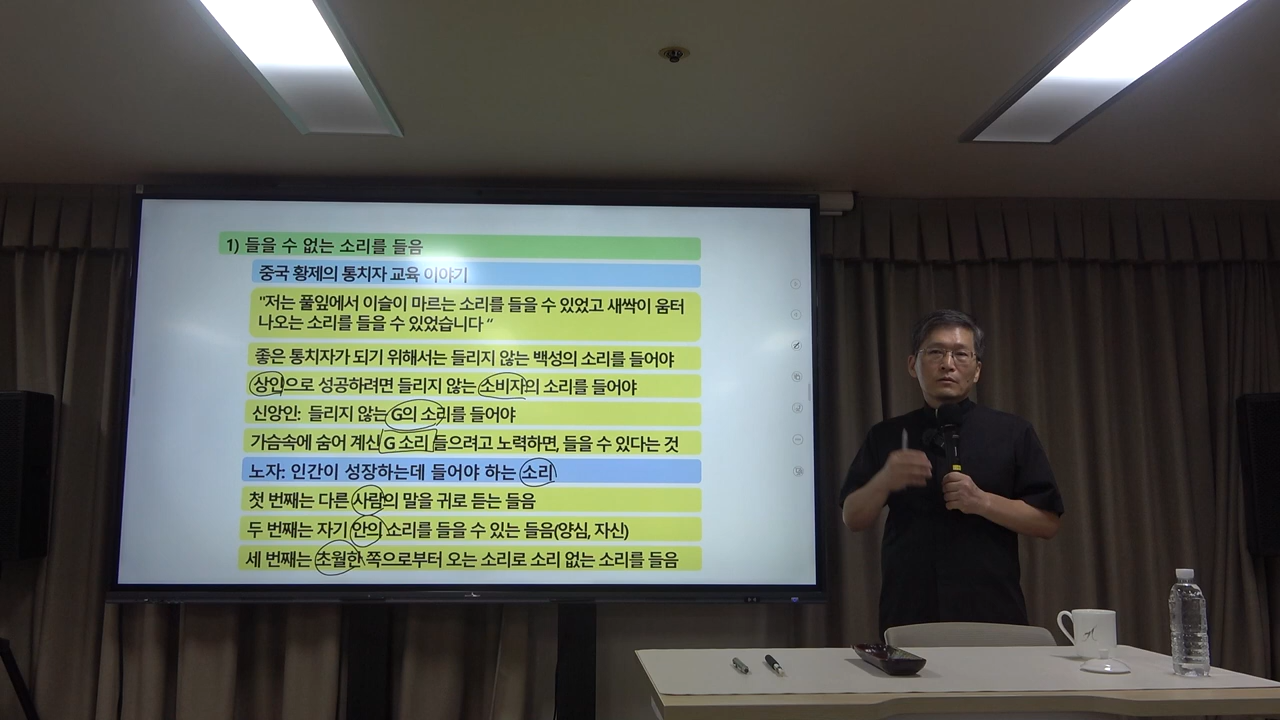 1) 들을 수 없는 소리를 들음
중국 황제의 통치자 교육 이야기
"저는 풀잎에서 이슬이 마르는 소리를 들을 수 있었고 새싹이 움터
나오는 소리를 들을 수 있었습니다 “
좋은 통치자가 되기 위해서는 들리지 않는 백성의 소리를 들어야
상인으로 성공하려면 들리지 않는 소비자의 소리를 들어야
신앙인: 들리지 않는 G의 소리를 들어야
가슴속에 숨어 계신 G 소리 들으려고 노력하면, 들을 수 있다는 것
노자: 인간이 성장하는데 들어야 하는 소리
첫 번째는 다른 사람의 말을 귀로 듣는 들음
두 번째는 자기 안의 소리를 들을 수 있는 들음(양심, 자신)
세 번째는 초월한 쪽으로부터 오는 소리로 소리 없는 소리를 들음